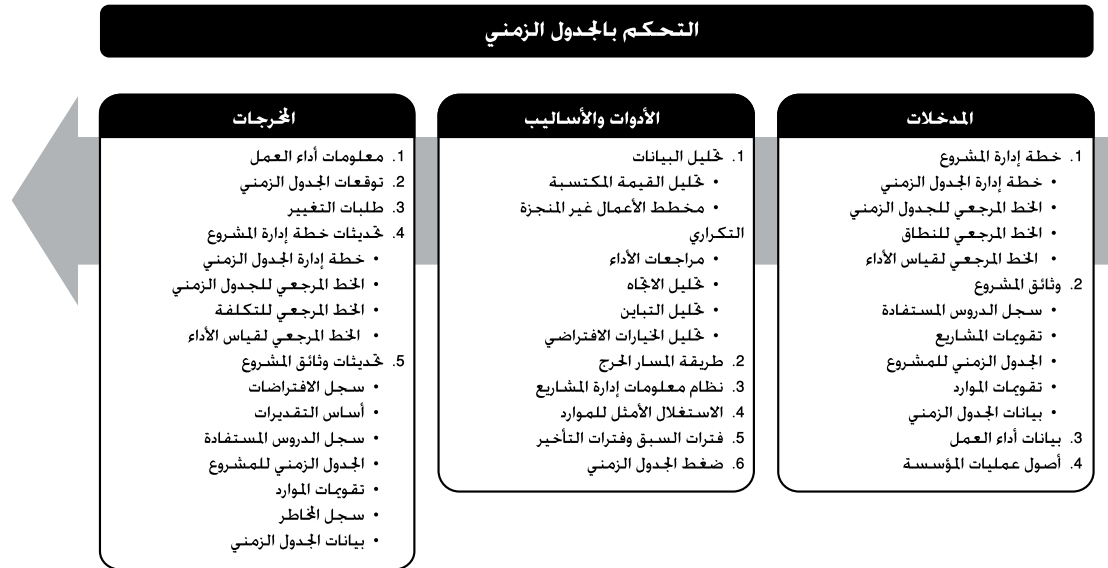 التحكم بالجدول الزمني
المدخلات
1. خطة إدارة المشروع
• خطة إدارة الجدول الزمني
• الخط المرجعي للجدول الزمني
• الخط المرجعي للنطاق
• الخط المرجعي لقياس الأداء
2. وثائق المشروع
• سجل الدروس المستفادة
• تقويمات المشاريع
• الجدول الزمني للمشروع
• تقويمات الموارد
• بيانات الجدول الزمني
3. بيانات أداء العمل
4. أصول عمليات المؤسسة
الأدوات والأساليب
1. تحليل البيانات
• تحليل القيمة المكتسبة
• مخطط الأعمال غير المنجزة
التكراري
• مراجعات الأداء
• تحليل الاتجاه
• تحليل التباين
• تحليل الخيارات الافتراضي
2. طريقة المسار الحرج
3. نظام معلومات إدارة المشاريع
4. الاستغلال الأمثل للموارد
5. فترات السبق وفترات التأخير
6. ضغط الجدول الزمني
المخرجات
1. معلومات أداء العمل
2. توقعات الجدول الزمني
3. طلبات التغيير
4. تحديثات خطة إدارة المشروع
• خطة إدارة الجدول الزمني
• الخط المرجعي للجدول الزمني
• الخط المرجعي للتكلفة
• الخط المرجعي لقياس الأداء
5. تحديثات وثائق المشروع
• سجل الافتراضات
• أساس التقديرات
• سجل الدروس المستفادة
• الجدول الزمني للمشروع
• تقويمات الموارد
• سجل المخاطر
• بيانات الجدول الزمني